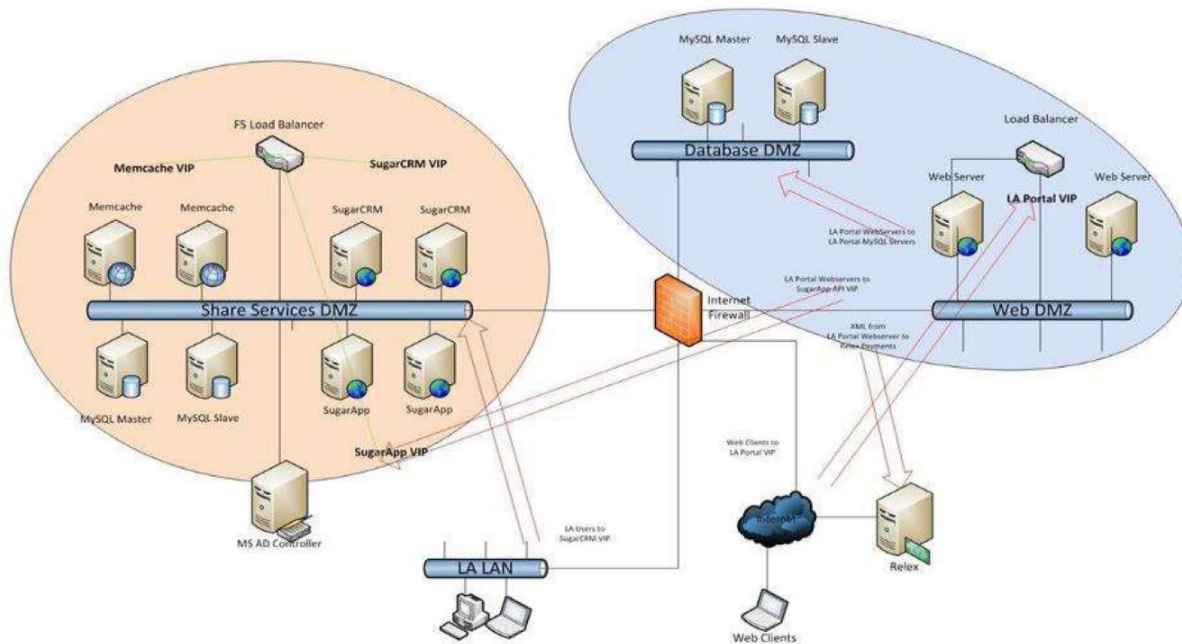 MySQL Master
MySQL Slave
F5 Load Balancer
Load Balancer
Memcache VIP
SugarCRM VIP
Database DMZ
Web Server
Web Server
Memcache
Memcache
SugarCRM
SugarCRM
LA Portal VIP
LA Portal WebServers to
LA Portal MySQL Servers
LA Portal Webservers to
SugarApp API VIP
Share Services DMZ
Internet
Firewall
Web DMZ
XML from
LA Portal Webserver to
Relex Payments
MySQL Master
MySQL Slave
SugarApp
SugarApp
SugarApp VIP
Web Clients to
LA Portal VIP
MS AD Controller
LA Users to
SugarCRM VIP
Internet
LA LAN
Relex
Web Clients